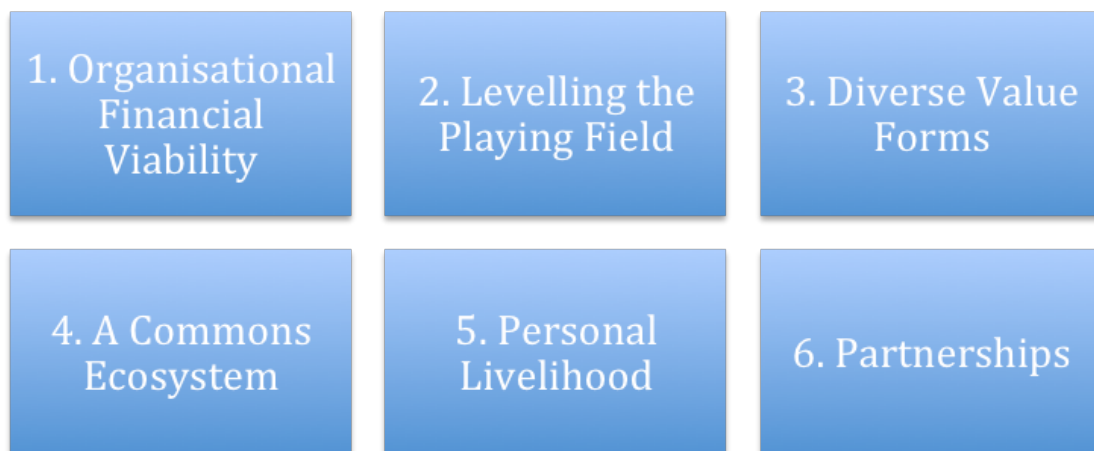 1. Organisational
Financial
Viability
2. Levelling the
Playing Field
3. Diverse Value
Forms
4. A Commons
Ecosystem
5. Personal
Livelihood
6. Partnerships